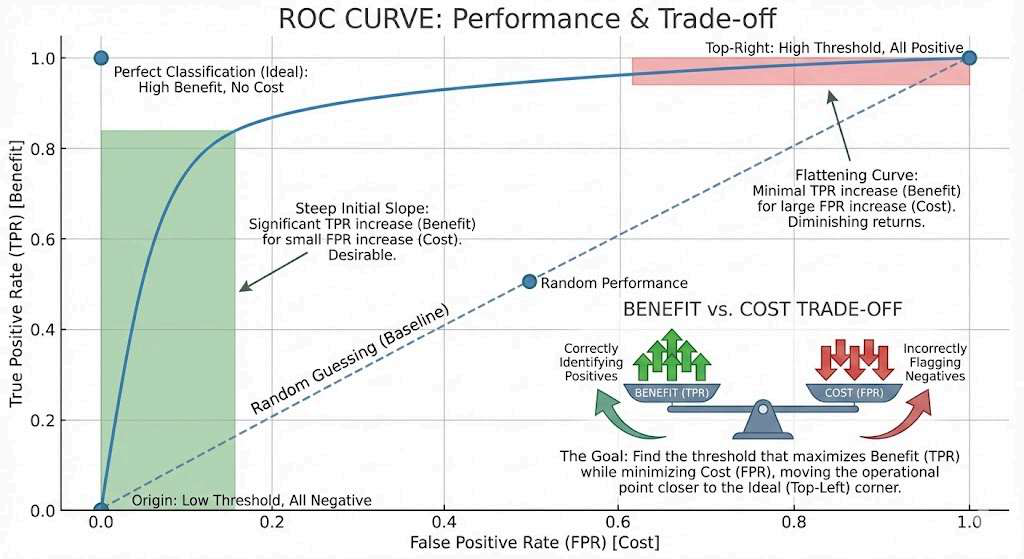 ROC CURVE: Performance & Trade-off
Top-Right: High Threshold, All Positive
Perfect Classification (Ideal):
High Benefit, No Cost
Flattening Curve:
Minimal TPR increase (Benefit)
for large FPR increase (Cost).
Diminishing returns.
Steep Initial Slope:
Significant TPR increase (Benefit)
for small FPR increase (Cost).
Desirable.
Random Performance
Random Guessing (Baseline)
BENEFIT vs. COST TRADE-OFF
Correctly
Identifying
Positives
BENEFIT (TPR)
COST (FPR)
Incorrectly
Flagging
Negatives
The Goal: Find the threshold that maximizes Benefit (TPR)
while minimizing Cost (FPR), moving the operational
point closer to the Ideal (Top-Left) corner.
Origin: Low Threshold, All Negative
True Positive Rate (TPR) [Benefit]
1.0
0.8
0.6
0.4
0.2
0.0
0.0 0.2 0.4 0.6 0.8 1.0
False Positive Rate (FPR) [Cost]